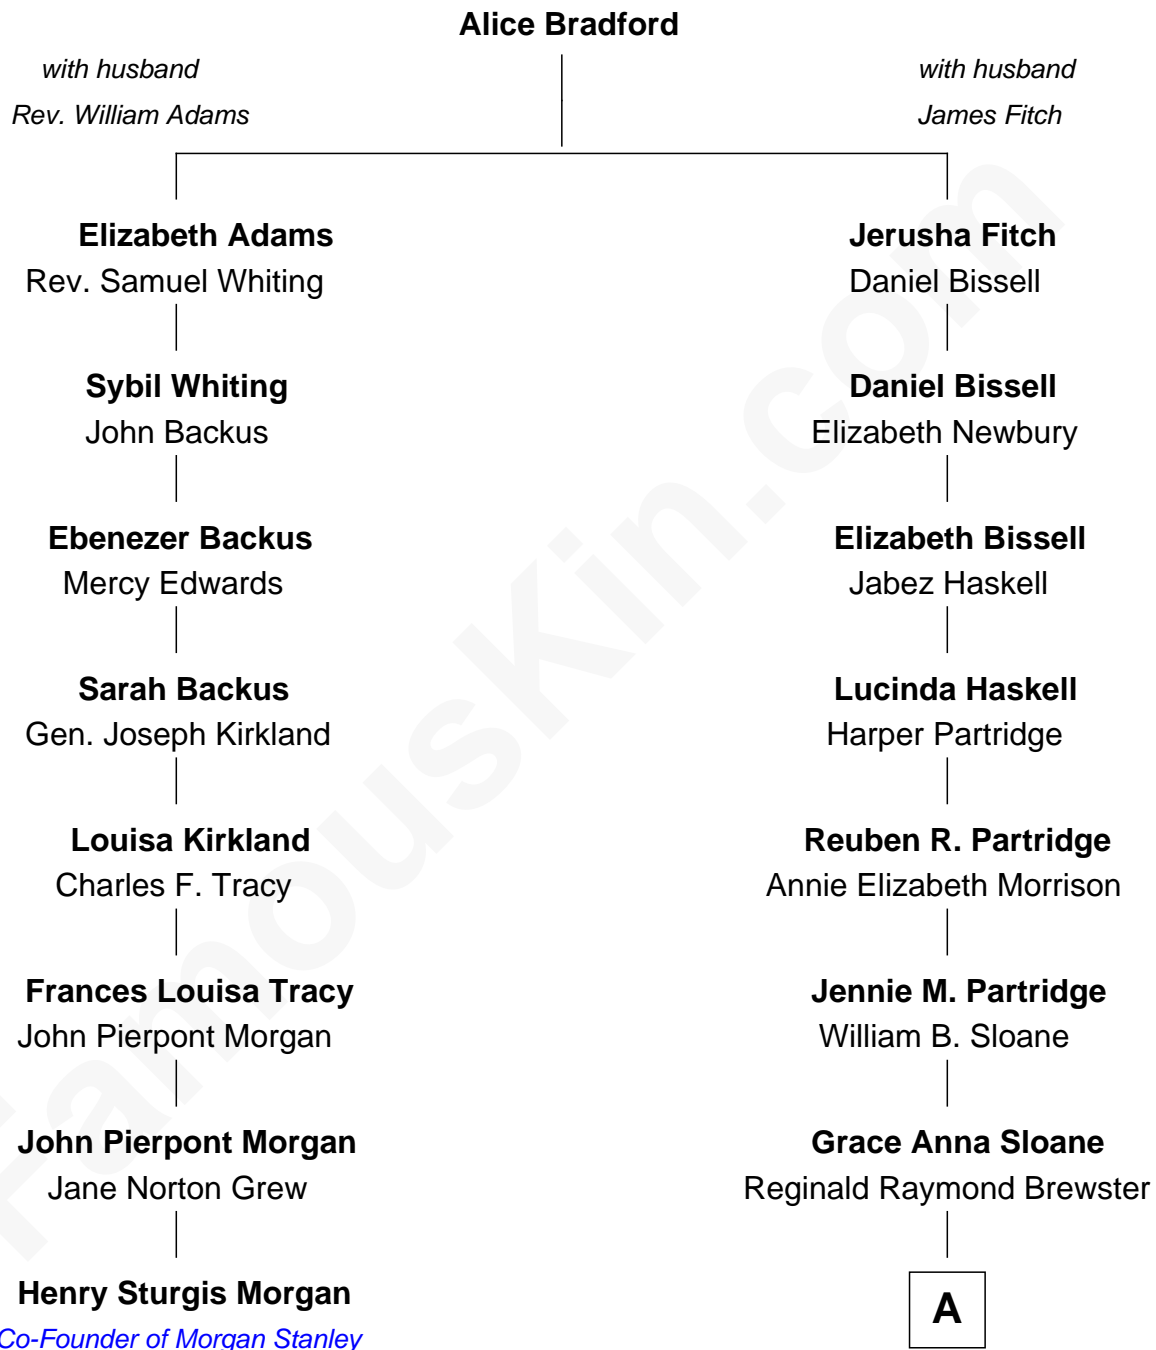 Alice Bradford
with husband
Rev. William Adams
with husband
James Fitch
Elizabeth Adams
Rev. Samuel Whiting
Jerusha Fitch
Daniel Bissell
Sybil Whiting
John Backus
Daniel Bissell
Elizabeth Newbury
Ebenezer Backus
Mercy Edwards
Elizabeth Bissell
Jabez Haskell
Sarah Backus
Gen. Joseph Kirkland
Lucinda Haskell
Harper Partridge
Louisa Kirkland
Charles F. Tracy
Reuben R. Partridge
Annie Elizabeth Morrison
Frances Louisa Tracy
John Pierpont Morgan
Jennie M. Partridge
William B. Sloane
John Pierpont Morgan
Jane Norton Grew
Grace Anna Sloane
Reginald Raymond Brewster
Henry Sturgis Morgan
Co-Founder of Morgan Stanley
A
FamousKin.com